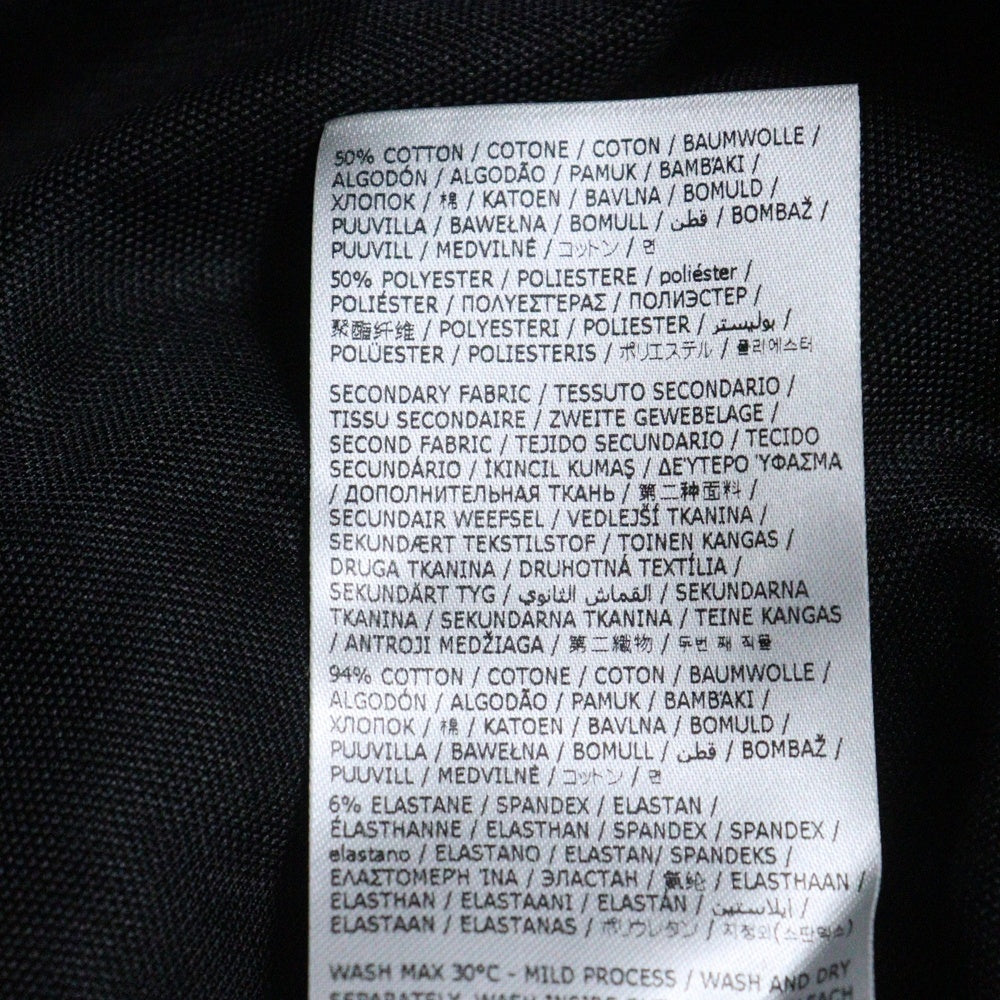 50% COTTON / COTONE / COTON / BAUMWOLLE /
ALGODÓN / ALGODÃO / PAMUK / BAMBAKI /
ХЛОПОК / 棉 / KATOEN / BAVLNA / BOMULD /
PUUVILLA / BAWEŁNA / BOMULL / قطن / BOMBAŽ /
PUUVILL / MEDVILNĖ / コットン / 면
50% POLYESTER / POLIESTERE / poliéster /
POLIÉSTER / ΠΟΛΥΕΣΤΕΡΑΣ / ПОЛИЭСТЕР /
聚酯纤维 / POLYESTERI / POLIESTER / بوليستر /
POLÜESTER / POLIESTERIS / ポリエステル / 폴리에스터
SECONDARY FABRIC / TESSUTO SECONDARIO /
TISSU SECONDAIRE / ZWEITE GEWEBELAGE /
SECOND FABRIC / TEJIDO SECUNDARIO / TECIDO
SECUNDÁRIO / İKINCIL KUMAŞ / ΔΕΥΤΕΡΟ ΎΦΑΣΜΑ
/ ДОПОЛНИТЕЛЬНАЯ ТКАНЬ / 第二种面料 /
SECUNDAIR WEEFSEL / VEDLEJŠÍ TKANINA /
SEKUNDÆRT TEKSTILSTOF / TOINEN KANGAS /
DRUGA TKANINA / DRUHOTNÁ TEXTÍLIA /
SEKUNDÄRT TYG / القماش الثانوي / SEKUNDARNA
TKANINA / SEKUNDARNA TKANINA / TEINE KANGAS
/ ANTROJI MEDŽIAGA / 第二織物 / 두번 째 직물
94% COTTON / COTONE / COTON / BAUMWOLLE /
ALGODÓN / ALGODÃO / PAMUK / BAMBAKI /
ХЛОПОК / 棉 / KATOEN / BAVLNA / BOMULD /
PUUVILLA / BAWEŁNA / BOMULL / قطن / BOMBAŽ /
PUUVILL / MEDVILNĖ / コットン / 면
6% ELASTANE / SPANDEX / ELASTAN /
ÉLASTHANNE / ELASTHAN / SPANDEX / SPANDEX /
elastano / ELASTANO / ELASTAN/ SPANDEKS /
ΕΛΑΣΤΟΜΕΡΉ ΊΝΑ / ЭЛАСТАН / 氨纶 / ELASTHAAN /
ELASTHAN / ELASTAANI / ELASTÁN / ايلاستين /
ELASTAAN / ELASTANAS / ポリウレタン / 지정외(스판덱스)
WASH MAX 30°C - MILD PROCESS / WASH AND DRY
SEPARATELY WASH INSIDE